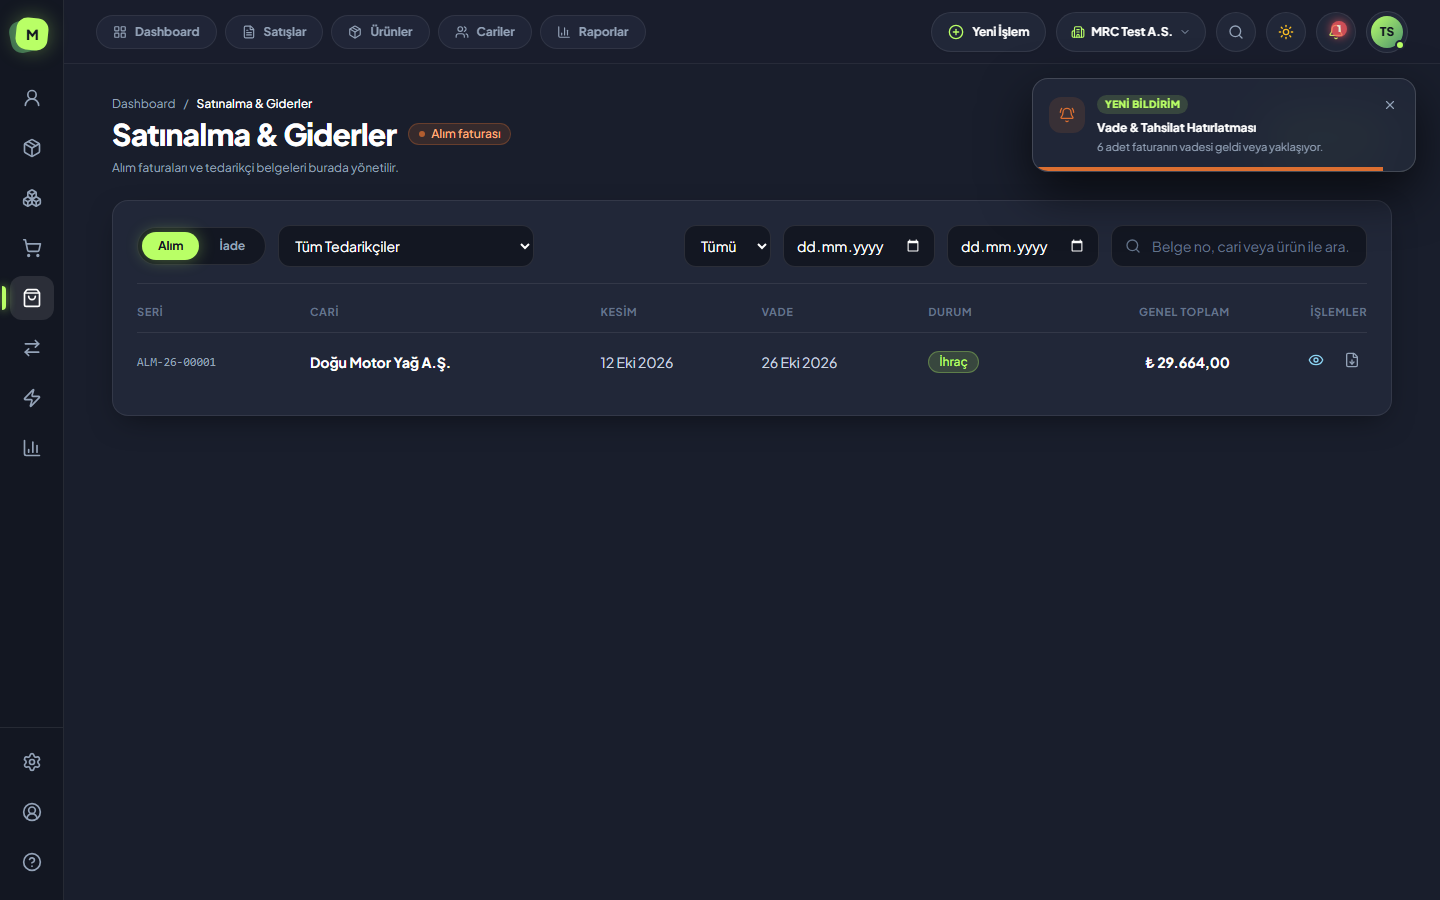 M
Dashboard
Satışlar
Ürünler
Cariler
Raporlar
Yeni İşlem
MRC Test A.S.
1
TS
YENİ BİLDİRİM
Vade & Tahsilat Hatırlatması
6 adet faturanın vadesi geldi veya yaklaşıyor.
Dashboard / Satınalma & Giderler
Satınalma & Giderler
Alım faturası
Alım faturaları ve tedarikçi belgeleri burada yönetilir.
Alım
İade
Tüm Tedarikçiler
Tümü
dd.mm.yyyy
dd.mm.yyyy
Belge no, cari veya ürün ile ara.
SERİ CARİ KESİM VADE DURUM GENEL TOPLAM İŞLEMLER
ALM-26-00001 Doğu Motor Yağ A.Ş. 12 Eki 2026 26 Eki 2026 İhraç ₺ 29.664,00